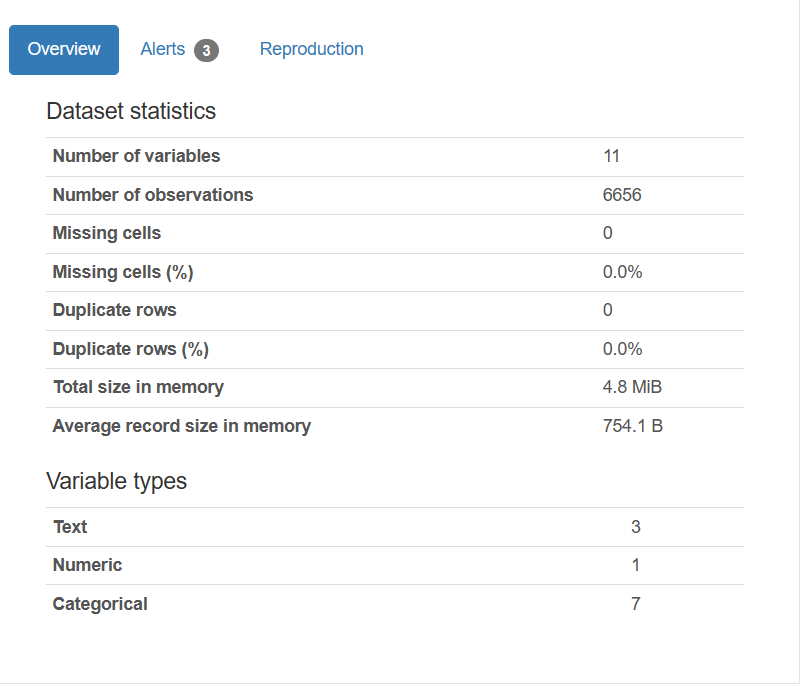 Overview Alerts 3 Reproduction
Dataset statistics
Number of variables 11
Number of observations 6656
Missing cells 0
Missing cells (%) 0.0%
Duplicate rows 0
Duplicate rows (%) 0.0%
Total size in memory 4.8 MiB
Average record size in memory 754.1 B
Variable types
Text 3
Numeric 1
Categorical 7